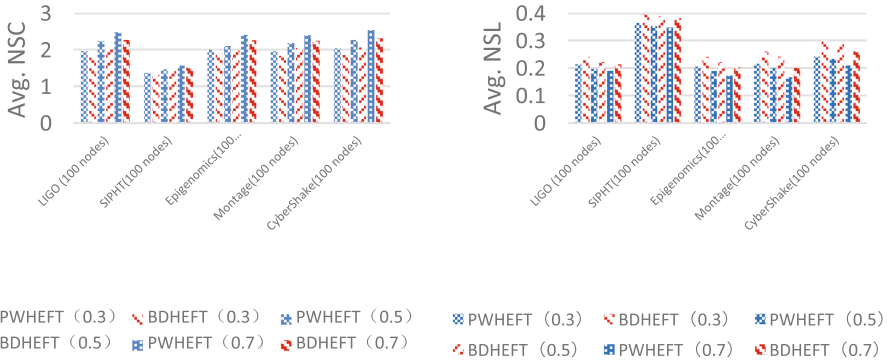 Avg. NSC
3
2
1
0
LIGO (100 nodes)
SIPHT(100 nodes)
Epigenomics(100...
Montage(100 nodes)
CyberShake(100 nodes)
PWHEFT（0.3）
BDHEFT（0.3）
PWHEFT（0.5）
BDHEFT（0.5）
PWHEFT（0.7）
BDHEFT（0.7）
Avg. NSL
0.4
0.3
0.2
0.1
0
LIGO (100 nodes)
SIPHT(100 nodes)
Epigenomics(100...
Montage(100 nodes)
CyberShake(100 nodes)
PWHEFT（0.3）
BDHEFT（0.3）
PWHEFT（0.5）
BDHEFT（0.5）
PWHEFT（0.7）
BDHEFT（0.7）